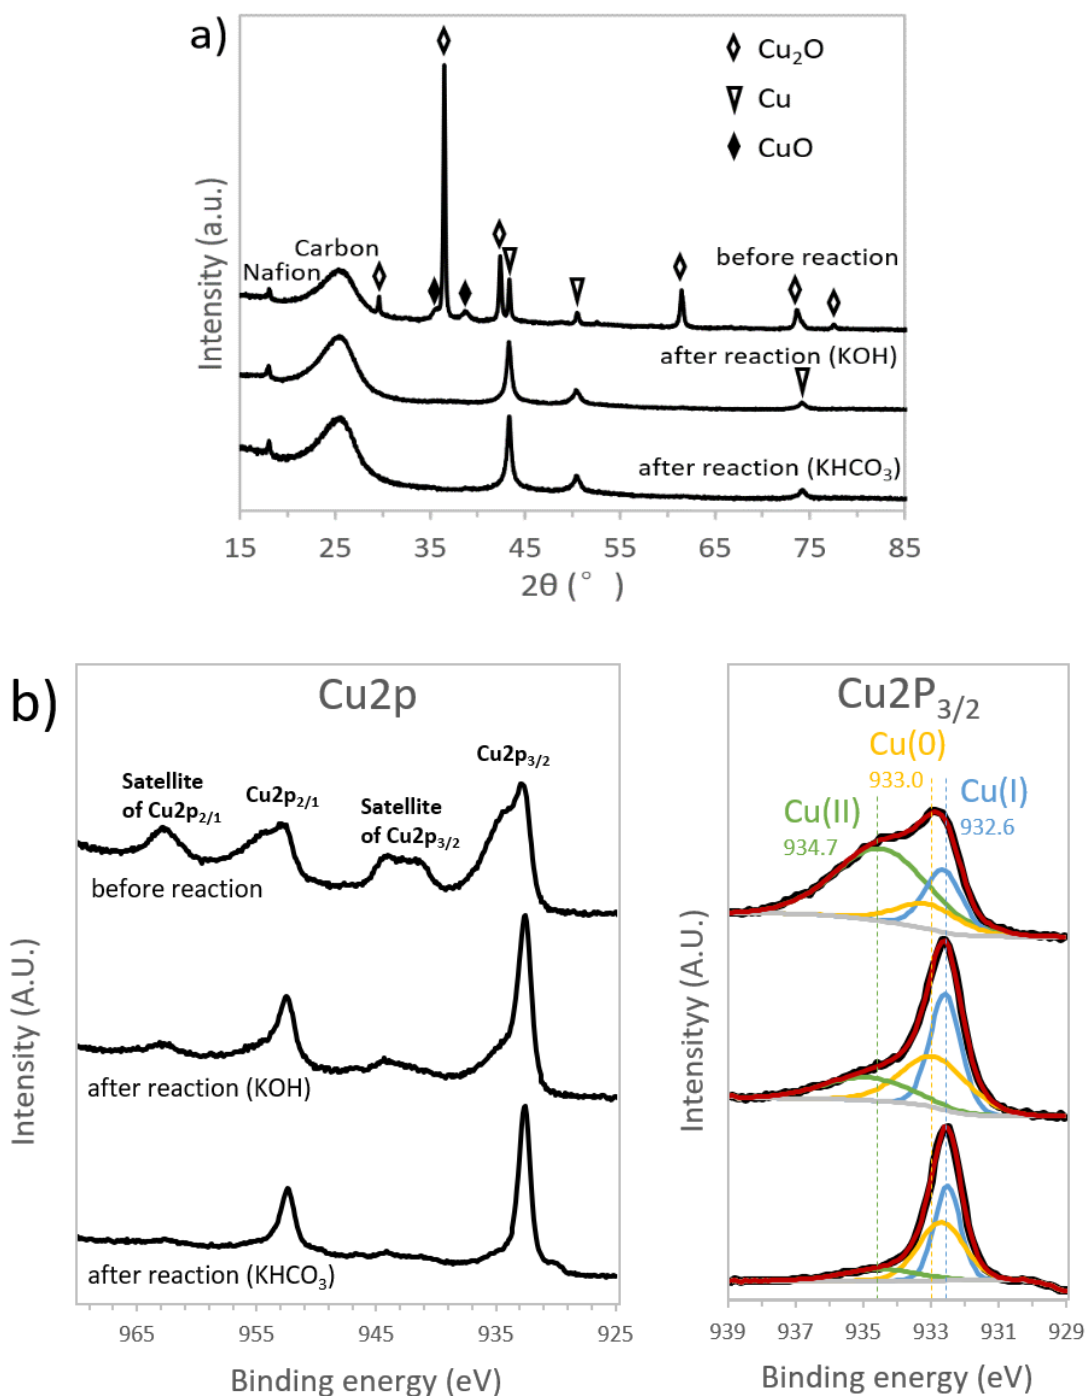 a)
Cu₂O
Cu
CuO
Intensity (a.u.)
Carbon
Nafion
before reaction
after reaction (KOH)
after reaction (KHCO₃)
15 25 35 45 55 65 75 85
2θ (° )
b)
Cu2p
Satellite
of Cu2p2/1
Cu2p2/1
Satellite
of Cu2p3/2
Cu2p3/2
before reaction
after reaction (KOH)
after reaction (KHCO₃)
Intensity (A.U.)
965 955 945 935 925
Binding energy (eV)
Cu2P3/2
Cu(0)
933.0
Cu(I)
932.6
Cu(II)
934.7
Intensityy (A.U.)
939 937 935 933 931 929
Binding energy (eV)